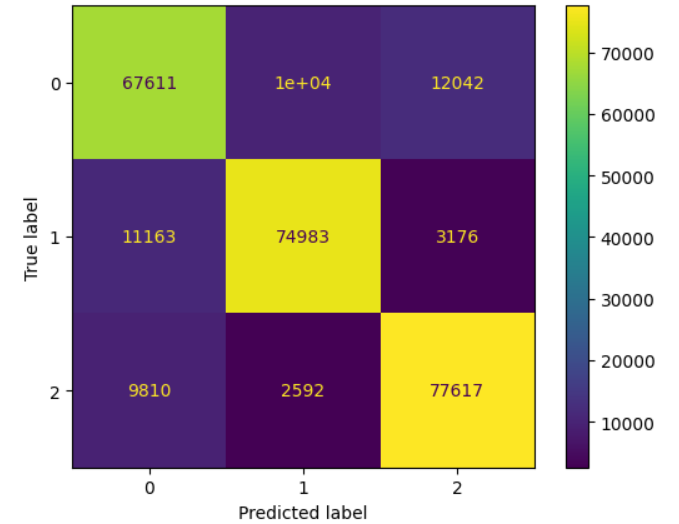 0 67611 1e+04 12042
1 11163 74983 3176
2 9810 2592 77617
0 1 2
True label
Predicted label
70000
60000
50000
40000
30000
20000
10000